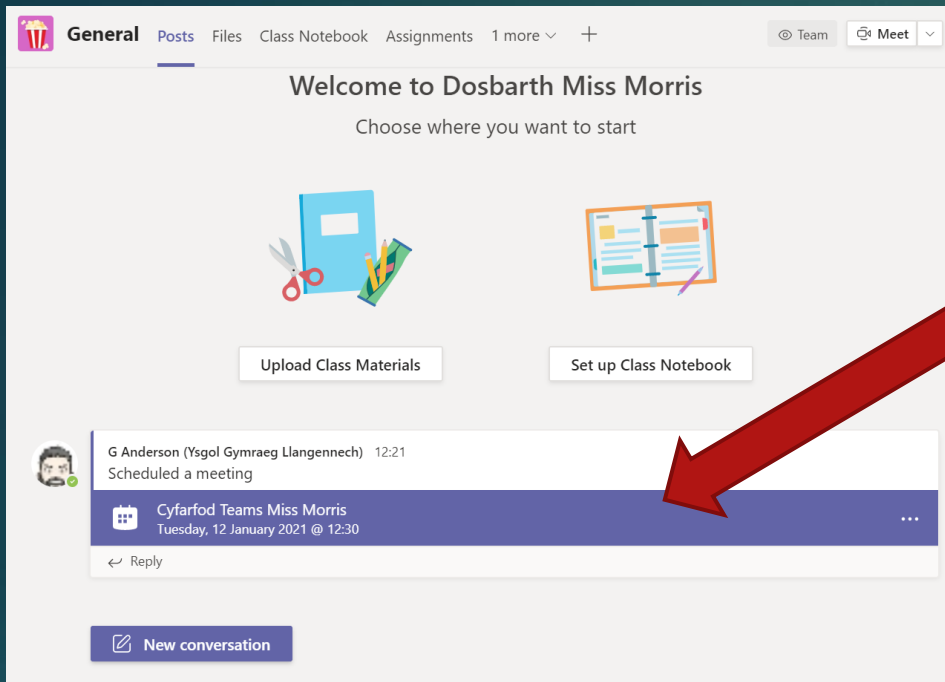 General Posts Files Class Notebook Assignments 1 more Team Meet
Welcome to Dosbarth Miss Morris
Choose where you want to start
Upload Class Materials Set up Class Notebook
G Anderson (Ysgol Gymraeg Llangennech) 12:21
Scheduled a meeting
Cyfarfod Teams Miss Morris
Tuesday, 12 January 2021 @ 12:30
Reply
New conversation